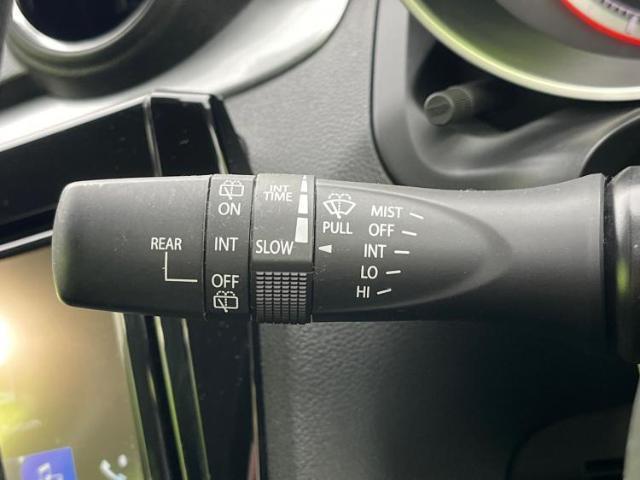 REAR
ON
INT
OFF
INT
TIME
SLOW
PULL
MIST
OFF
INT
LO
HI